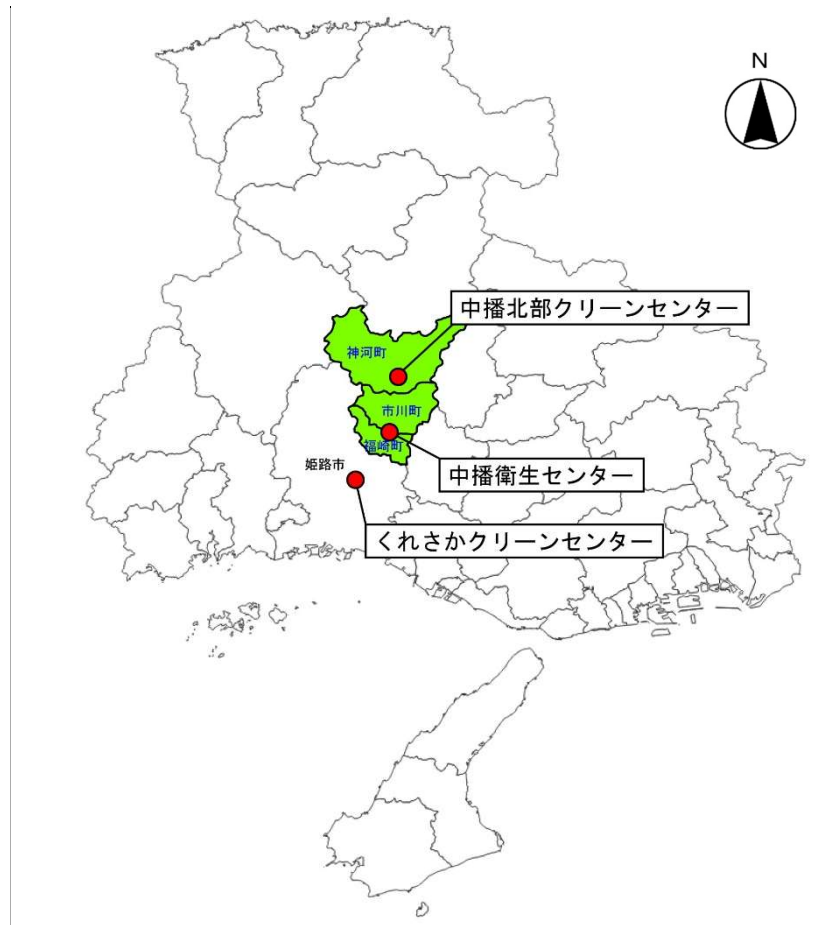 N
中播北部クリーンセンター
神河町
市川町
福崎町
姫路市
中播衛生センター
くれさかクリーンセンター